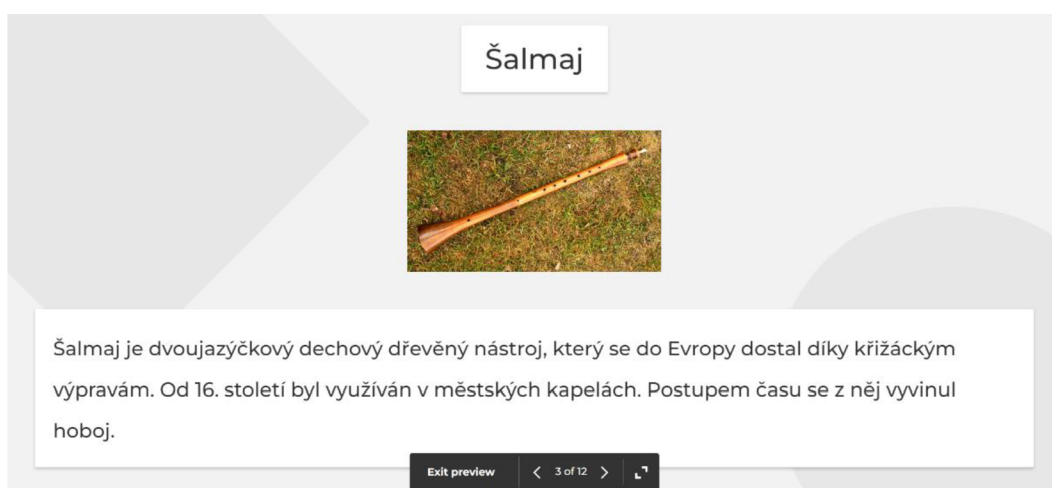 Šalmaj
Šalmaj je dvoujazýčkový dechový dřevěný nástroj, který se do Evropy dostal díky křižáckým
výpravám. Od 16. století byl využíván v městských kapelách. Postupem času se z něj vyvinul
hoboj.
Exit preview 3 of 12